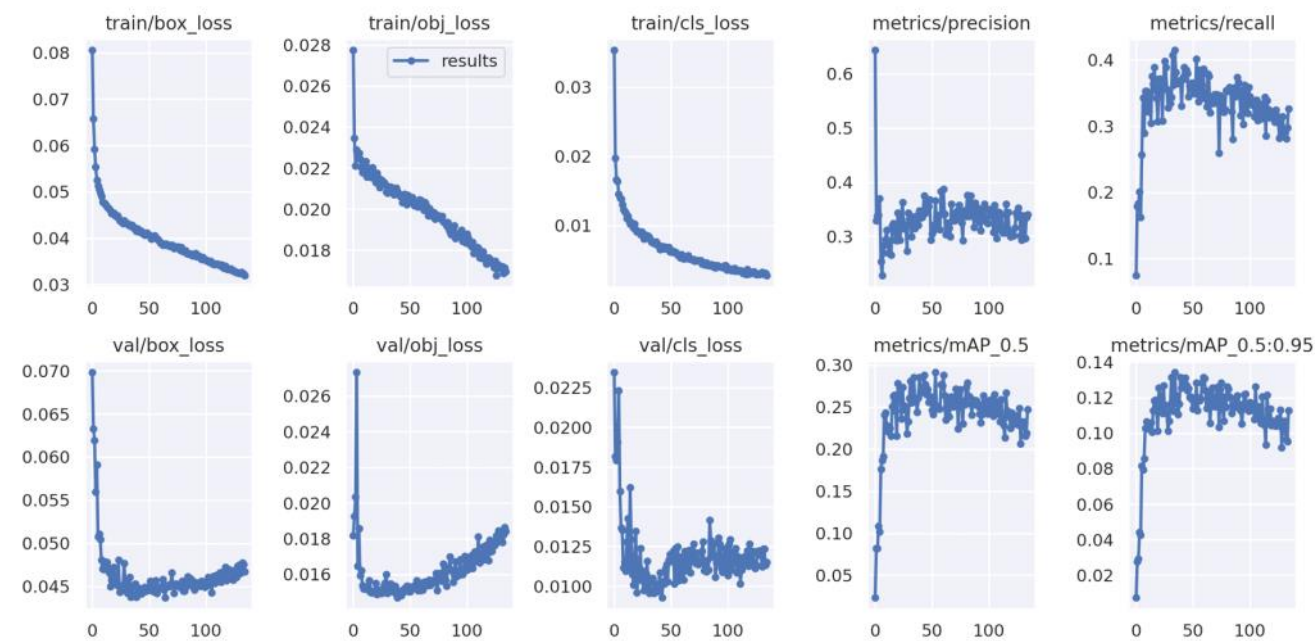 train/box_loss
train/obj_loss
train/cls_loss
metrics/precision
metrics/recall
0.08
0.07
0.06
0.05
0.04
0.03
0 50 100
0.028
0.026
0.024
0.022
0.020
0.018
results
0 50 100
0.03
0.02
0.01
0 50 100
0.6
0.5
0.4
0.3
0 50 100
0.4
0.3
0.2
0.1
0 50 100
val/box_loss
val/obj_loss
val/cls_loss
metrics/mAP_0.5
metrics/mAP_0.5:0.95
0.070
0.065
0.060
0.055
0.050
0.045
0 50 100
0.026
0.024
0.022
0.020
0.018
0.016
0 50 100
0.0225
0.0200
0.0175
0.0150
0.0125
0.0100
0 50 100
0.30
0.25
0.20
0.15
0.10
0.05
0 50 100
0.14
0.12
0.10
0.08
0.06
0.04
0.02
0 50 100